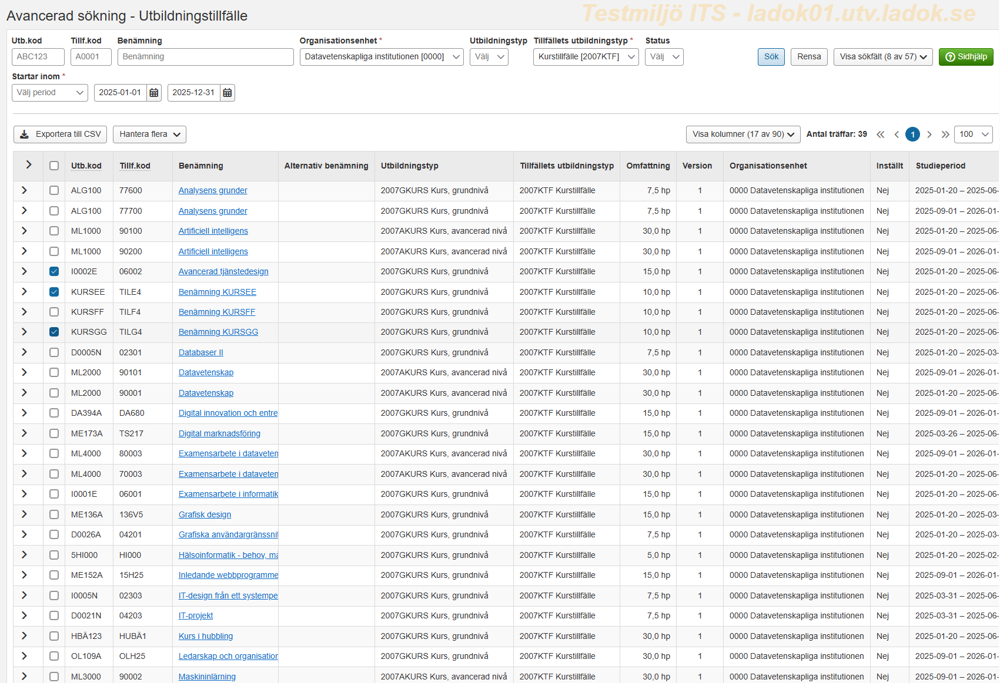 Avancerad sökning - Utbildningstillfälle
Testmiljö ITS - ladok01.utv.ladok.se
Utb.kod Tillf.kod Benämning Organisationsenhet * Utbildningstyp Tillfällets utbildningstyp * Status
ABC123 A0001 Benämning Datavetenskapliga institutionen [0000] Välj Kurstillfälle [2007KTF] Välj Sök Rensa Visa sökfält (8 av 57) Sidhjälp
Startar inom *
Välj period 2025-01-01 2025-12-31
Exportera till CSV Hantera flera Visa kolumner (17 av 90) Antal träffar: 39 1 100
Utb.kod Tillf.kod Benämning Alternativ benämning Utbildningstyp Tillfällets utbildningstyp Omfattning Version Organisationsenhet Inställt Studieperiod
ALG100 77600 Analysens grunder 2007GKURS Kurs, grundnivå 2007KTF Kurstillfälle 7,5 hp 1 0000 Datavetenskapliga institutionen Nej 2025-01-20 – 2025-06-
ALG100 77700 Analysens grunder 2007GKURS Kurs, grundnivå 2007KTF Kurstillfälle 7,5 hp 1 0000 Datavetenskapliga institutionen Nej 2025-09-01 – 2026-01-
ML1000 90100 Artificiell intelligens 2007AKURS Kurs, avancerad nivå 2007KTF Kurstillfälle 30,0 hp 1 0000 Datavetenskapliga institutionen Nej 2025-01-20 – 2025-06-
ML1000 90200 Artificiell intelligens 2007AKURS Kurs, avancerad nivå 2007KTF Kurstillfälle 30,0 hp 1 0000 Datavetenskapliga institutionen Nej 2025-09-01 – 2026-01-
I0002E 06002 Avancerad tjänstedesign 2007GKURS Kurs, grundnivå 2007KTF Kurstillfälle 15,0 hp 1 0000 Datavetenskapliga institutionen Nej 2025-01-20 – 2025-06-
KURSEE TILE4 Benämning KURSEE 2007GKURS Kurs, grundnivå 2007KTF Kurstillfälle 10,0 hp 1 0000 Datavetenskapliga institutionen Nej 2025-01-20 – 2025-06-
KURSFF TILF4 Benämning KURSFF 2007GKURS Kurs, grundnivå 2007KTF Kurstillfälle 10,0 hp 1 0000 Datavetenskapliga institutionen Nej 2025-01-20 – 2025-06-
KURSGG TILG4 Benämning KURSGG 2007GKURS Kurs, grundnivå 2007KTF Kurstillfälle 10,0 hp 1 0000 Datavetenskapliga institutionen Nej 2025-01-20 – 2025-06-
D0005N 02301 Databaser II 2007GKURS Kurs, grundnivå 2007KTF Kurstillfälle 7,5 hp 1 0000 Datavetenskapliga institutionen Nej 2025-01-20 – 2025-03-
ML2000 90101 Datavetenskap 2007AKURS Kurs, avancerad nivå 2007KTF Kurstillfälle 30,0 hp 1 0000 Datavetenskapliga institutionen Nej 2025-09-01 – 2026-01-
ML2000 90001 Datavetenskap 2007AKURS Kurs, avancerad nivå 2007KTF Kurstillfälle 30,0 hp 1 0000 Datavetenskapliga institutionen Nej 2025-01-20 – 2025-06-
DA394A DA680 Digital innovation och entre 2007GKURS Kurs, grundnivå 2007KTF Kurstillfälle 15,0 hp 1 0000 Datavetenskapliga institutionen Nej 2025-09-01 – 2026-01-
ME173A TS217 Digital marknadsföring 2007GKURS Kurs, grundnivå 2007KTF Kurstillfälle 15,0 hp 1 0000 Datavetenskapliga institutionen Nej 2025-03-26 – 2025-06-
ML4000 80003 Examensarbete i dataveten 2007AKURS Kurs, avancerad nivå 2007KTF Kurstillfälle 30,0 hp 1 0000 Datavetenskapliga institutionen Nej 2025-09-01 – 2026-01-
ML4000 70003 Examensarbete i dataveten 2007AKURS Kurs, avancerad nivå 2007KTF Kurstillfälle 30,0 hp 1 0000 Datavetenskapliga institutionen Nej 2025-01-20 – 2025-06-
I0001E 06001 Examensarbete i informatik 2007GKURS Kurs, grundnivå 2007KTF Kurstillfälle 15,0 hp 1 0000 Datavetenskapliga institutionen Nej 2025-01-20 – 2025-06-
ME136A 136V5 Grafisk design 2007GKURS Kurs, grundnivå 2007KTF Kurstillfälle 15,0 hp 1 0000 Datavetenskapliga institutionen Nej 2025-01-20 – 2025-03-
D0026A 04201 Grafiska användargränssnit 2007GKURS Kurs, grundnivå 2007KTF Kurstillfälle 7,5 hp 1 0000 Datavetenskapliga institutionen Nej 2025-01-20 – 2025-03-
5HI000 HI000 Hälsoinformatik - behov, må 2007GKURS Kurs, grundnivå 2007KTF Kurstillfälle 5,0 hp 1 0000 Datavetenskapliga institutionen Nej 2025-01-20 – 2025-02-
ME152A 15H25 Inledande webbprogramme 2007GKURS Kurs, grundnivå 2007KTF Kurstillfälle 15,0 hp 1 0000 Datavetenskapliga institutionen Nej 2025-09-01 – 2026-01-
I0005N 02303 IT-design från ett systempe 2007GKURS Kurs, grundnivå 2007KTF Kurstillfälle 7,5 hp 1 0000 Datavetenskapliga institutionen Nej 2025-03-31 – 2025-06-
D0021N 04203 IT-projekt 2007GKURS Kurs, grundnivå 2007KTF Kurstillfälle 7,5 hp 1 0000 Datavetenskapliga institutionen Nej 2025-03-31 – 2025-06-
HBÄ123 HUBÄ1 Kurs i hubbling 2007GKURS Kurs, grundnivå 2007KTF Kurstillfälle 30,0 hp 1 0000 Datavetenskapliga institutionen Nej 2025-01-20 – 2025-06-
OL109A OLH25 Ledarskap och organisation 2007GKURS Kurs, grundnivå 2007KTF Kurstillfälle 30,0 hp 1 0000 Datavetenskapliga institutionen Nej 2025-09-01 – 2026-01-
ML3000 90002 Maskininlärning 2007AKURS Kurs, avancerad nivå 2007KTF Kurstillfälle 30,0 hp 1 0000 Datavetenskapliga institutionen Nej 2025-09-01 – 2026-01-